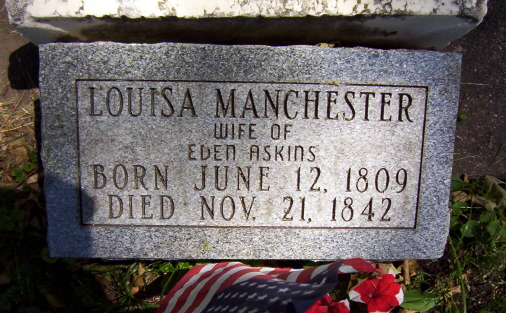 LOUISA MANCHESTER
WIFE OF
EDEN ASKINS
BORN JUNE 12, 1809
DIED NOV. 21, 1842